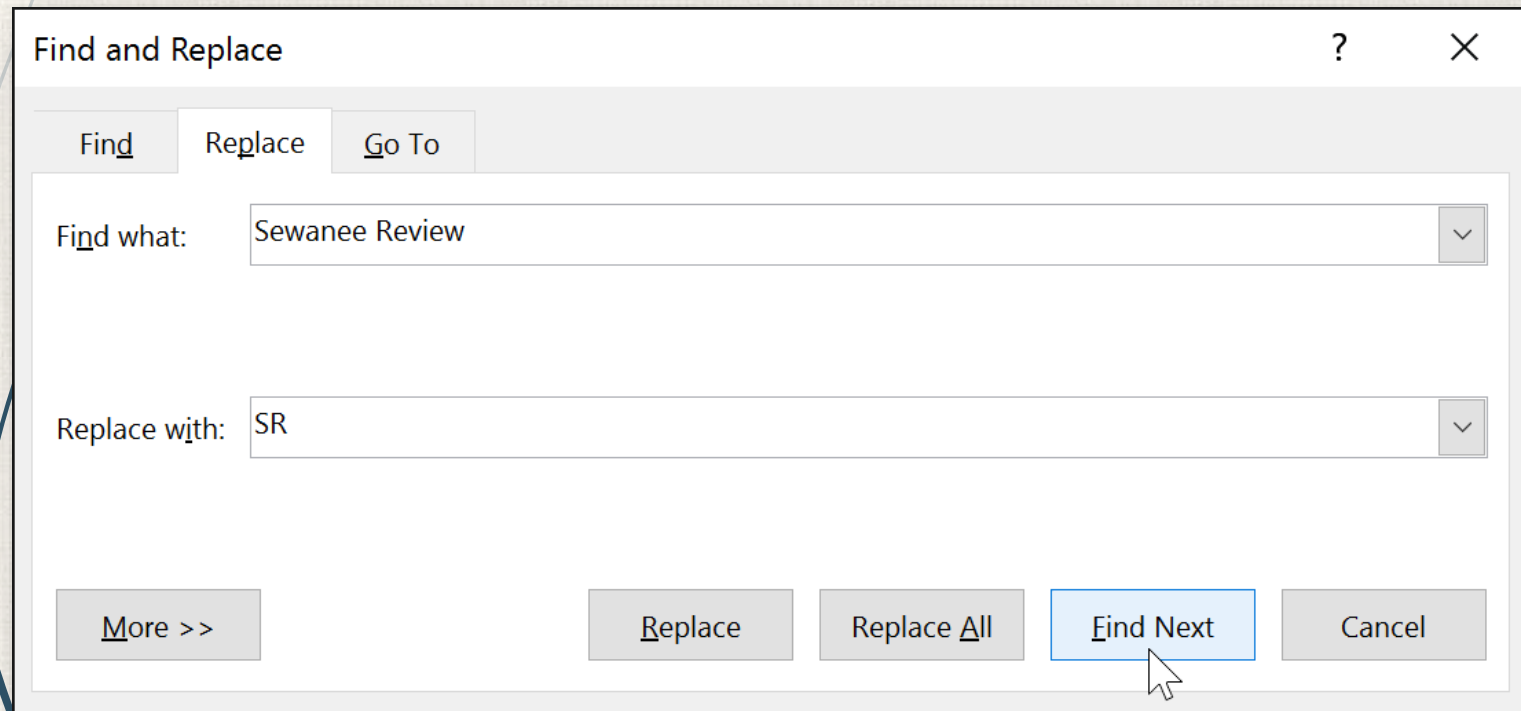 Find and Replace ?
Find Replace Go To
Find what: Sewanee Review
Replace with: SR
More >> Replace Replace All Find Next Cancel